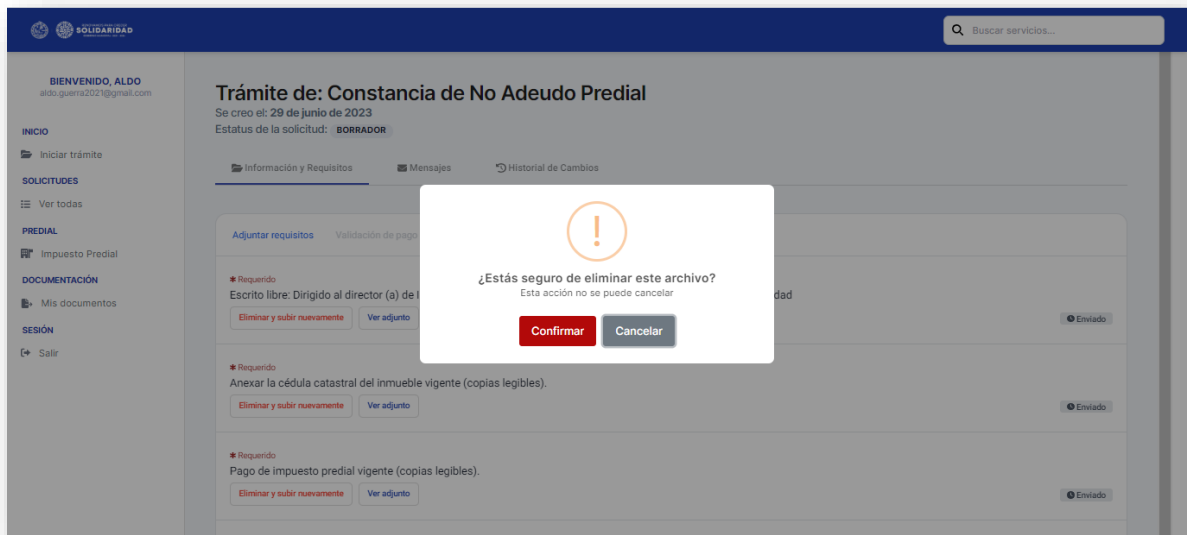 SOLIDARIDAD
Buscar servicios...
BIENVENIDO, ALDO
aldo.guerra2021@gmail.com
INICIO
Iniciar trámite
SOLICITUDES
Ver todas
PREDIAL
Impuesto Predial
DOCUMENTACIÓN
Mis documentos
SESIÓN
Salir
Trámite de: Constancia de No Adeudo Predial
Se creo el: 29 de junio de 2023
Estatus de la solicitud: BORRADOR
Información y Requisitos Mensajes Historial de Cambios
Adjuntar requisitos Validación de pago
¿Estás seguro de eliminar este archivo?
Esta acción no se puede cancelar
Confirmar Cancelar
✱ Requerido
Escrito libre: Dirigido al director (a) de l dad
Eliminar y subir nuevamente Ver adjunto Enviado
✱ Requerido
Anexar la cédula catastral del inmueble vigente (copias legibles).
Eliminar y subir nuevamente Ver adjunto Enviado
✱ Requerido
Pago de impuesto predial vigente (copias legibles).
Eliminar y subir nuevamente Ver adjunto Enviado